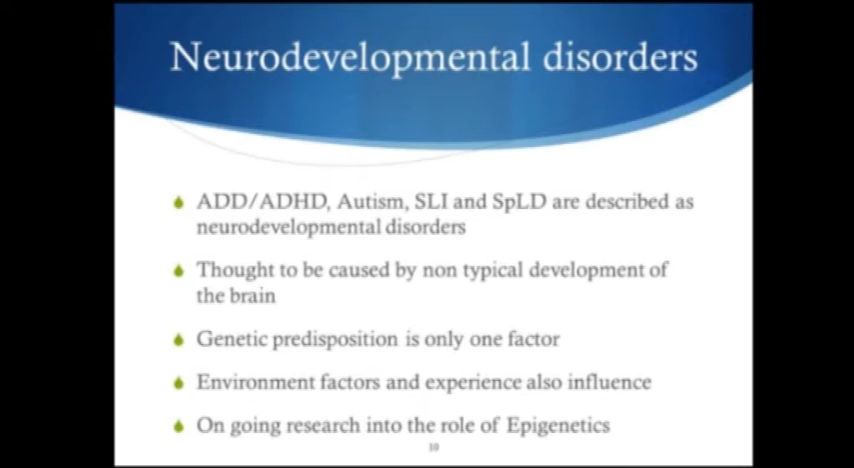 Neurodevelopmental disorders
ADD/ADHD, Autism, SLI and SpLD are described as
neurodevelopmental disorders
Thought to be caused by non typical development of
the brain
Genetic predisposition is only one factor
Environment factors and experience also influence
On going research into the role of Epigenetics
10